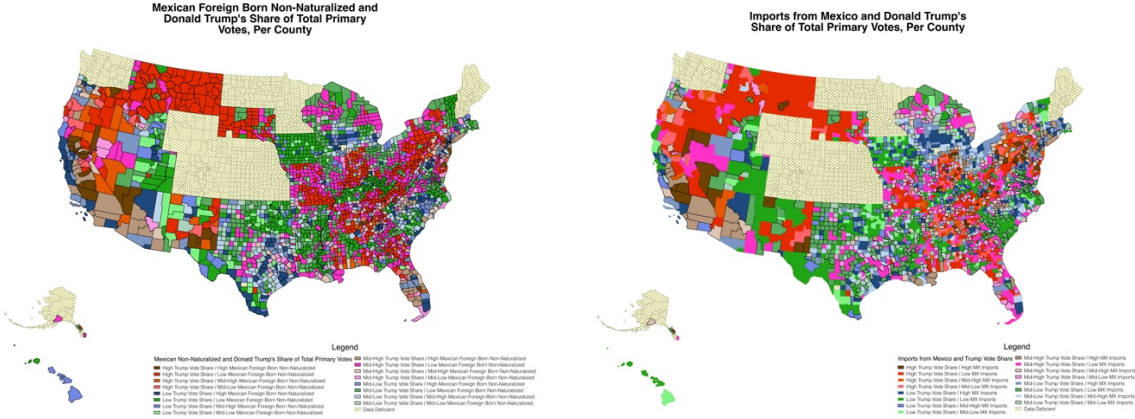 Mexican Foreign Born Non-Naturalized and
Donald Trump's Share of Total Primary
Votes, Per County
Legend
Mexican Non-Naturalized and Donald Trump's Share of Total Primary Votes
High Trump Vote Share / High Mexican Foreign Born Non-Naturalized
High Trump Vote Share / Low Mexican Foreign Born Non-Naturalized
High Trump Vote Share / Mid-High Mexican Foreign Born Non-Naturalized
High Trump Vote Share / Mid-Low Mexican Foreign Born Non-Naturalized
Low Trump Vote Share / High Mexican Foreign Born Non-Naturalized
Low Trump Vote Share / Low Mexican Foreign Born Non-Naturalized
Low Trump Vote Share / Mid-High Mexican Foreign Born Non-Naturalized
Low Trump Vote Share / Mid-Low Mexican Foreign Born Non-Naturalized
Mid-High Trump Vote Share / High Mexican Foreign Born Non-Naturalized
Mid-High Trump Vote Share / Low Mexican Foreign Born Non-Naturalized
Mid-High Trump Vote Share / Mid-High Mexican Foreign Born Non-Naturalized
Mid-High Trump Vote Share / Mid-Low Mexican Foreign Born Non-Naturalized
Mid-Low Trump Vote Share / High Mexican Foreign Born Non-Naturalized
Mid-Low Trump Vote Share / Low Mexican Foreign Born Non-Naturalized
Mid-Low Trump Vote Share / Mid-High Mexican Foreign Born Non-Naturalized
Mid-Low Trump Vote Share / Mid-Low Mexican Foreign Born Non-Naturalized
Data Deficient
Imports from Mexico and Donald Trump's
Share of Total Primary Votes, Per County
Legend
Imports from Mexico and Trump Vote Share
High Trump Vote Share / High MX Imports
High Trump Vote Share / Low MX Imports
High Trump Vote Share / Mid-High MX Imports
High Trump Vote Share / Mid-Low MX Imports
Low Trump Vote Share / High MX Imports
Low Trump Vote Share / Low MX Imports
Low Trump Vote Share / Mid-High MX Imports
Low Trump Vote Share / Mid-Low MX Imports
Mid-High Trump Vote Share / High MX Imports
Mid-High Trump Vote Share / Low MX Imports
Mid-High Trump Vote Share / Mid-High MX Imports
Mid-High Trump Vote Share / Mid-Low MX Imports
Mid-Low Trump Vote Share / High MX Imports
Mid-Low Trump Vote Share / Low MX Imports
Mid-Low Trump Vote Share / Mid-High MX Imports
Mid-Low Trump Vote Share / Mid-Low MX Imports
Data Deficient